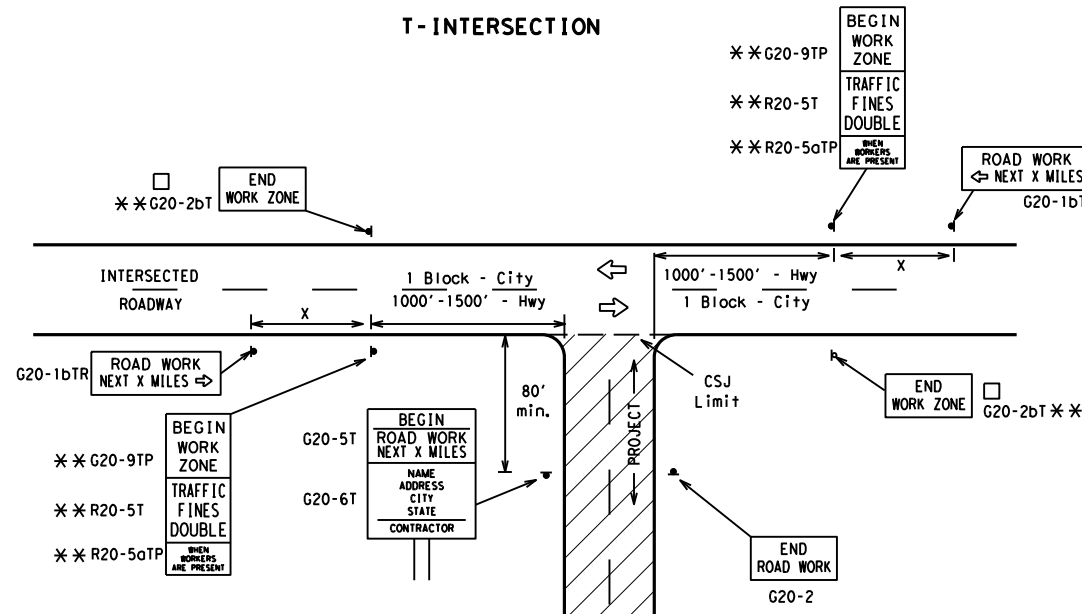 T-INTERSECTION
BEGIN
WORK
ZONE
TRAFFIC
FINES
DOUBLE
WHEN
WORKERS
ARE PRESENT
**G20-9TP
**R20-5T
**R20-5aTP
ROAD WORK
⇦ NEXT X MILES
G20-1bT
□
**G20-2bT
END
WORK ZONE
INTERSECTED
ROADWAY
1 Block - City
1000'-1500' - Hwy
1000'-1500' - Hwy
1 Block - City
X
X
G20-1bTR
ROAD WORK
NEXT X MILES ⇨
80'
min.
CSJ
Limit
PROJECT
END
WORK ZONE
□
G20-2bT **
**G20-9TP
**R20-5T
**R20-5aTP
BEGIN
WORK
ZONE
TRAFFIC
FINES
DOUBLE
WHEN
WORKERS
ARE PRESENT
G20-5T
G20-6T
BEGIN
ROAD WORK
NEXT X MILES
NAME
ADDRESS
CITY
STATE
CONTRACTOR
END
ROAD WORK
G20-2